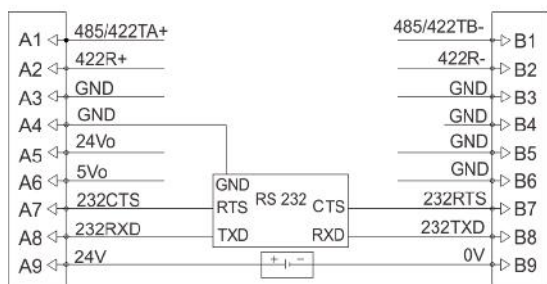 A1 485/422TA+ 485/422TB- B1
A2 422R+ 422R- B2
A3 GND GND B3
A4 GND GND B4
A5 24Vo GND B5
A6 5Vo GND B6
GND
A7 232CTS RTS RS 232 CTS 232RTS B7
A8 232RXD TXD RXD 232TXD B8
A9 24V + - 0V B9